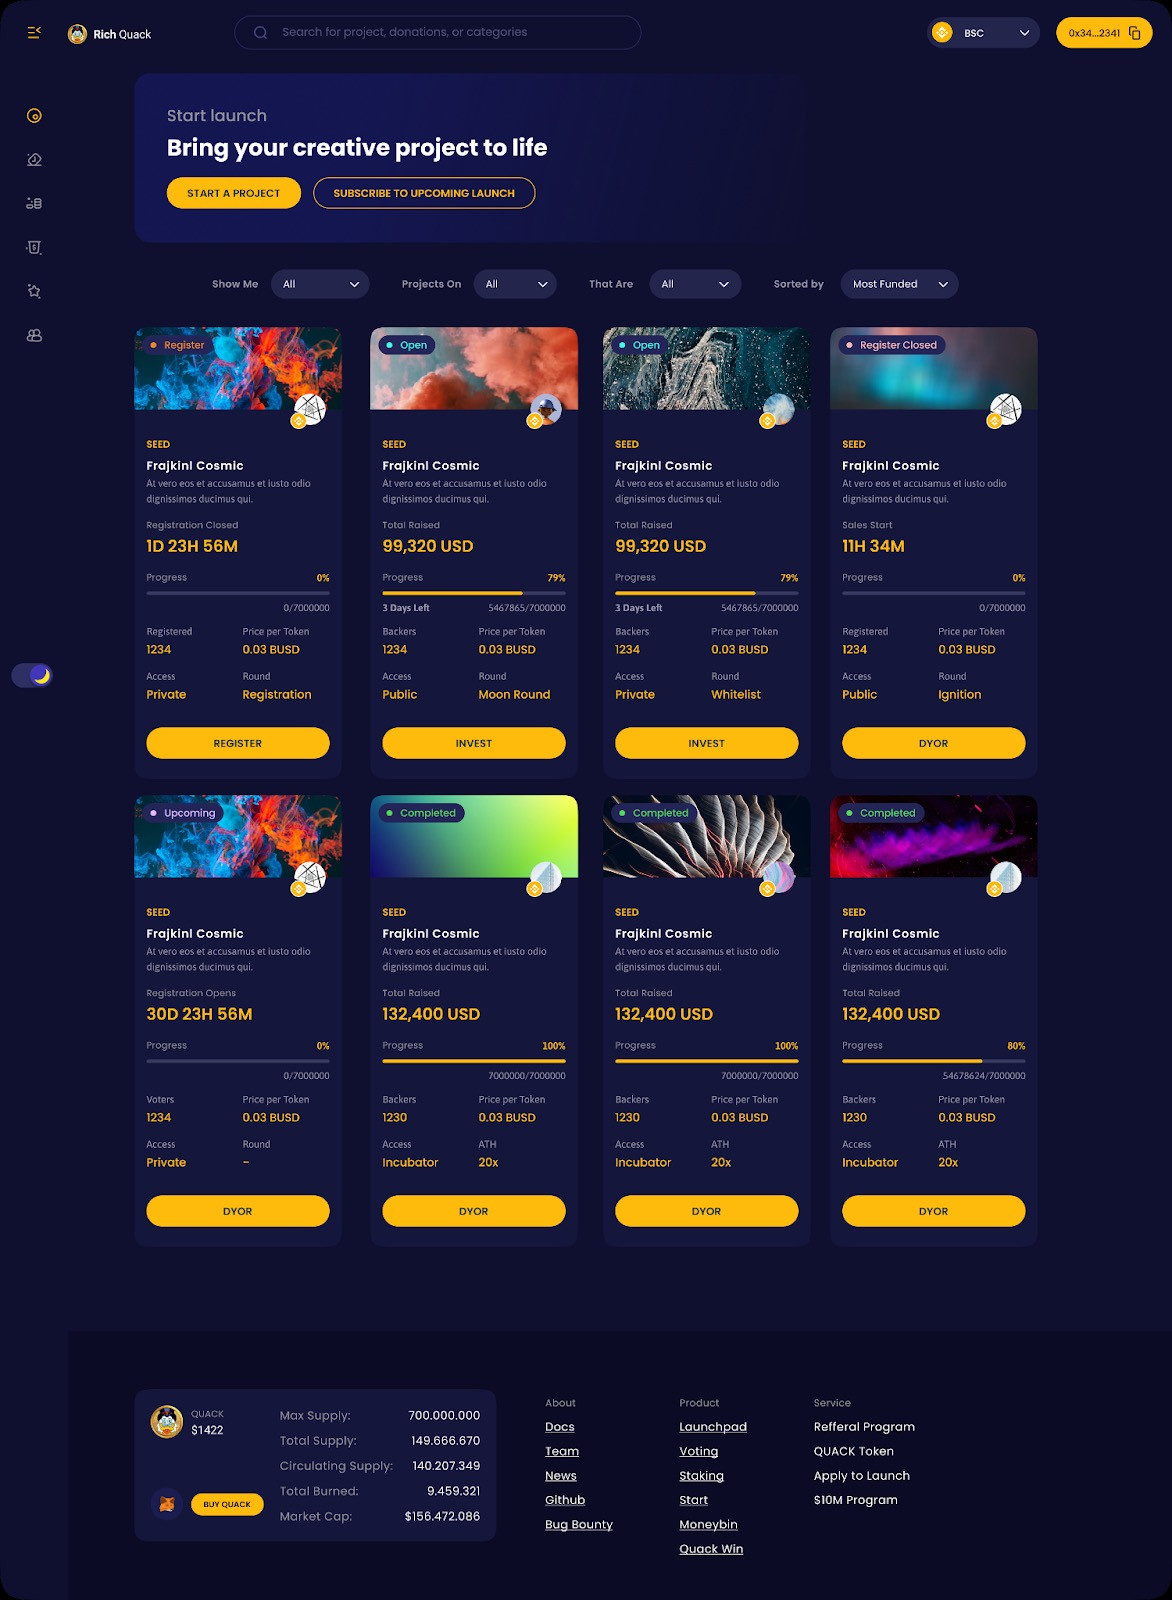 Rich Quack
Search for project, donations, or categories
BSC
0x34...2341
Start launch
Bring your creative project to life
START A PROJECT
SUBSCRIBE TO UPCOMING LAUNCH
Show Me
All
Projects On
All
That Are
All
Sorted by
Most Funded
Register
SEED
Frajkinl Cosmic
At vero eos et accusamus et iusto odio
dignissimos ducimus qui.
Registration Closed
1D 23H 56M
Progress
0%
0/7000000
Registered
Price per Token
1234
0.03 BUSD
Access
Round
Private
Registration
REGISTER
Open
SEED
Frajkinl Cosmic
At vero eos et accusamus et iusto odio
dignissimos ducimus qui.
Total Raised
99,320 USD
Progress
79%
3 Days Left
5467865/7000000
Backers
Price per Token
1234
0.03 BUSD
Access
Round
Public
Moon Round
INVEST
Open
SEED
Frajkinl Cosmic
At vero eos et accusamus et iusto odio
dignissimos ducimus qui.
Total Raised
99,320 USD
Progress
79%
3 Days Left
5467865/7000000
Backers
Price per Token
1234
0.03 BUSD
Access
Round
Private
Whitelist
INVEST
Register Closed
SEED
Frajkinl Cosmic
At vero eos et accusamus et iusto odio
dignissimos ducimus qui.
Sales Start
11H 34M
Progress
0%
0/7000000
Registered
Price per Token
1234
0.03 BUSD
Access
Round
Public
Ignition
DYOR
Upcoming
SEED
Frajkinl Cosmic
At vero eos et accusamus et iusto odio
dignissimos ducimus qui.
Registration Opens
30D 23H 56M
Progress
0%
0/7000000
Voters
Price per Token
1234
0.03 BUSD
Access
Round
Private
-
DYOR
Completed
SEED
Frajkinl Cosmic
At vero eos et accusamus et iusto odio
dignissimos ducimus qui.
Total Raised
132,400 USD
Progress
100%
7000000/7000000
Backers
Price per Token
1230
0.03 BUSD
Access
ATH
Incubator
20x
DYOR
Completed
SEED
Frajkinl Cosmic
At vero eos et accusamus et iusto odio
dignissimos ducimus qui.
Total Raised
132,400 USD
Progress
100%
7000000/7000000
Backers
Price per Token
1230
0.03 BUSD
Access
ATH
Incubator
20x
DYOR
Completed
SEED
Frajkinl Cosmic
At vero eos et accusamus et iusto odio
dignissimos ducimus qui.
Total Raised
132,400 USD
Progress
80%
54678624/7000000
Backers
Price per Token
1230
0.03 BUSD
Access
ATH
Incubator
20x
DYOR
QUACK
$1422
BUY QUACK
Max Supply: 700.000.000
Total Supply: 149.666.670
Circulating Supply: 140.207.349
Total Burned: 9.459.321
Market Cap: $156.472.086
About
Docs
Team
News
Github
Bug Bounty
Product
Launchpad
Voting
Staking
Start
Moneybin
Quack Win
Service
Refferal Program
QUACK Token
Apply to Launch
$10M Program